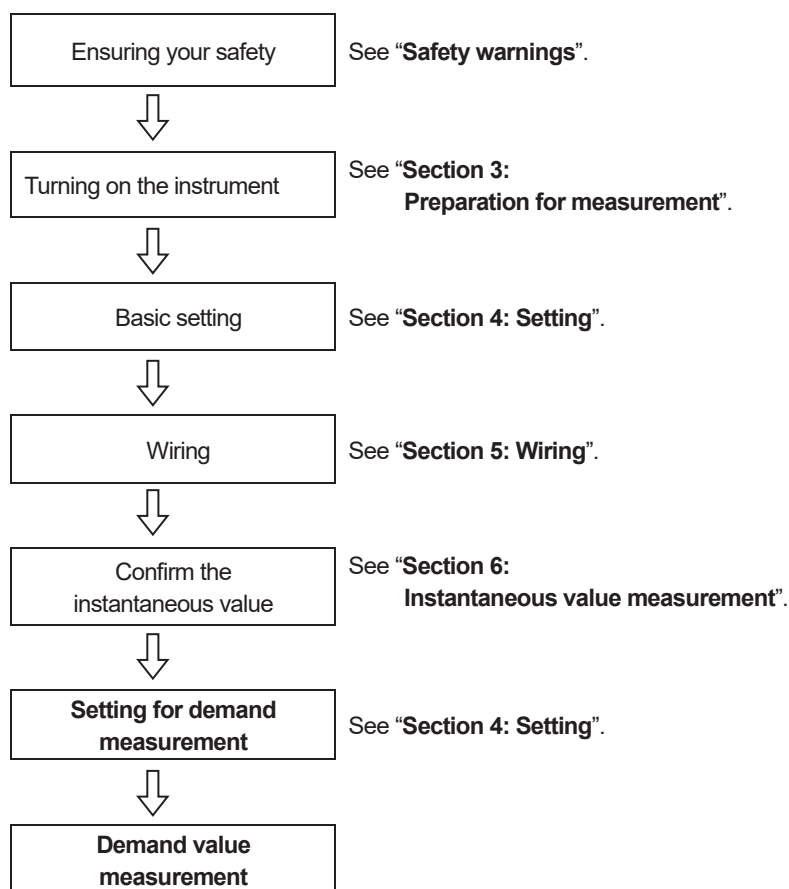 Ensuring your safety
See “Safety warnings”.
Turning on the instrument
See “Section 3:
Preparation for measurement”.
Basic setting
See “Section 4: Setting”.
Wiring
See “Section 5: Wiring”.
Confirm the
instantaneous value
See “Section 6:
Instantaneous value measurement”.
Setting for demand
measurement
See “Section 4: Setting”.
Demand value
measurement